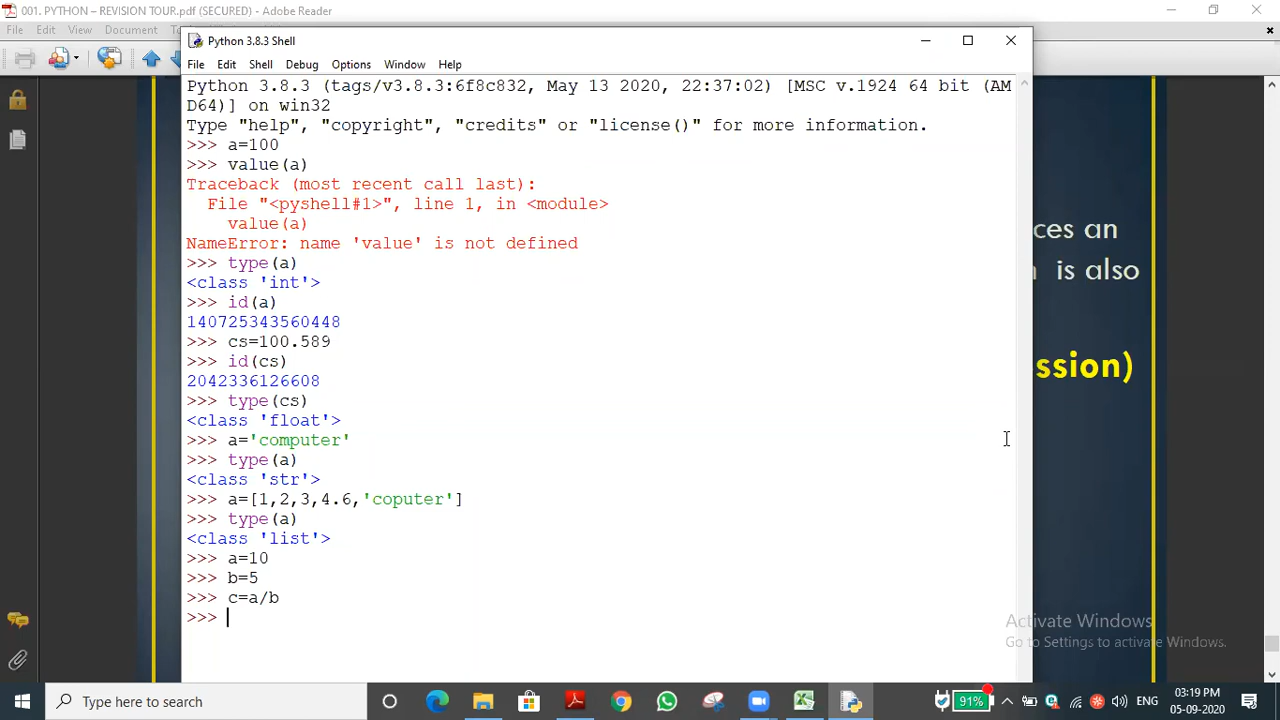 001. PYTHON – REVISION TOUR.pdf (SECURED) - Adobe Reader
File Edit View Document T
Python 3.8.3 Shell
File Edit Shell Debug Options Window Help
Python 3.8.3 (tags/v3.8.3:6f8c832, May 13 2020, 22:37:02) [MSC v.1924 64 bit (AM
D64)] on win32
Type "help", "copyright", "credits" or "license()" for more information.
>>> a=100
>>> value(a)
Traceback (most recent call last):
  File "<pyshell#1>", line 1, in <module>
    value(a)
NameError: name 'value' is not defined
>>> type(a)
<class 'int'>
>>> id(a)
140725343560448
>>> cs=100.589
>>> id(cs)
2042336126608
>>> type(cs)
<class 'float'>
>>> a='computer'
>>> type(a)
<class 'str'>
>>> a=[1,2,3,4.6,'coputer']
>>> type(a)
<class 'list'>
>>> a=10
>>> b=5
>>> c=a/b
>>>
ces an
is also
ssion)
Activate Windows
Go to Settings to activate Windows.
Type here to search
91%
ENG
03:19 PM
05-09-2020